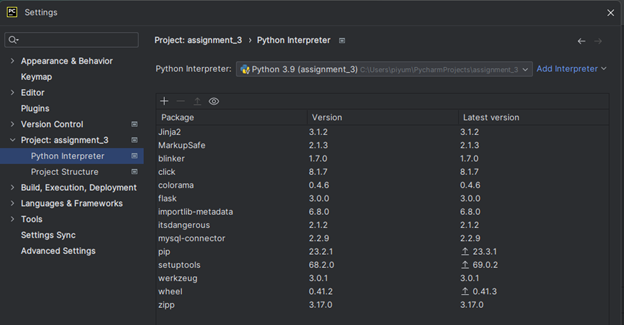 PC Settings
Project: assignment_3 › Python Interpreter
Appearance & Behavior
Keymap
Editor
Plugins
Version Control
Project: assignment_3
Python Interpreter
Project Structure
Build, Execution, Deployment
Languages & Frameworks
Tools
Settings Sync
Advanced Settings
Python Interpreter: Python 3.9 (assignment_3) C:\Users\piyum\PycharmProjects\assignment_3 Add Interpreter
Package Version Latest version
Jinja2 3.1.2 3.1.2
MarkupSafe 2.1.3 2.1.3
blinker 1.7.0 1.7.0
click 8.1.7 8.1.7
colorama 0.4.6 0.4.6
flask 3.0.0 3.0.0
importlib-metadata 6.8.0 6.8.0
itsdangerous 2.1.2 2.1.2
mysql-connector 2.2.9 2.2.9
pip 23.2.1 23.3.1
setuptools 68.2.0 69.0.2
werkzeug 3.0.1 3.0.1
wheel 0.41.2 0.41.3
zipp 3.17.0 3.17.0